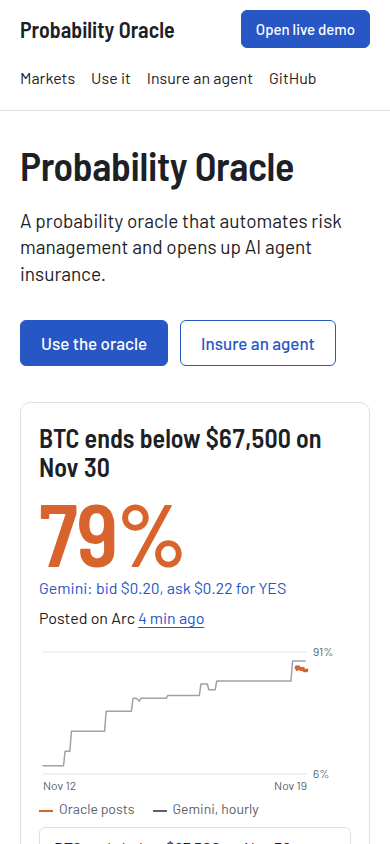 Probability Oracle
Open live demo
Markets
Use it
Insure an agent
GitHub
Probability Oracle
A probability oracle that automates risk
management and opens up AI agent
insurance.
Use the oracle
Insure an agent
BTC ends below $67,500 on
Nov 30
79%
Gemini: bid $0.20, ask $0.22 for YES
Posted on Arc 4 min ago
91%
6%
Nov 12
Nov 19
Oracle posts
Gemini, hourly